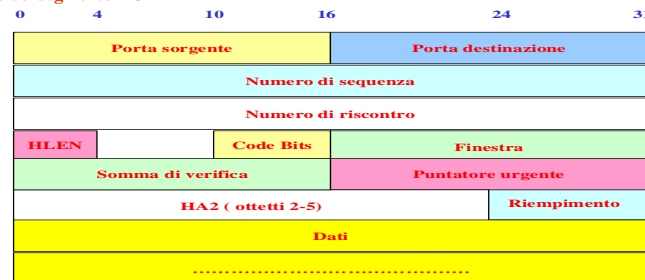 0 4 10 16 24 31
Porta sorgente Porta destinazione
Numero di sequenza
Numero di riscontro
HLEN Code Bits Finestra
Somma di verifica Puntatore urgente
HA2 ( ottetti 2-5) Riempimento
Dati
........................................